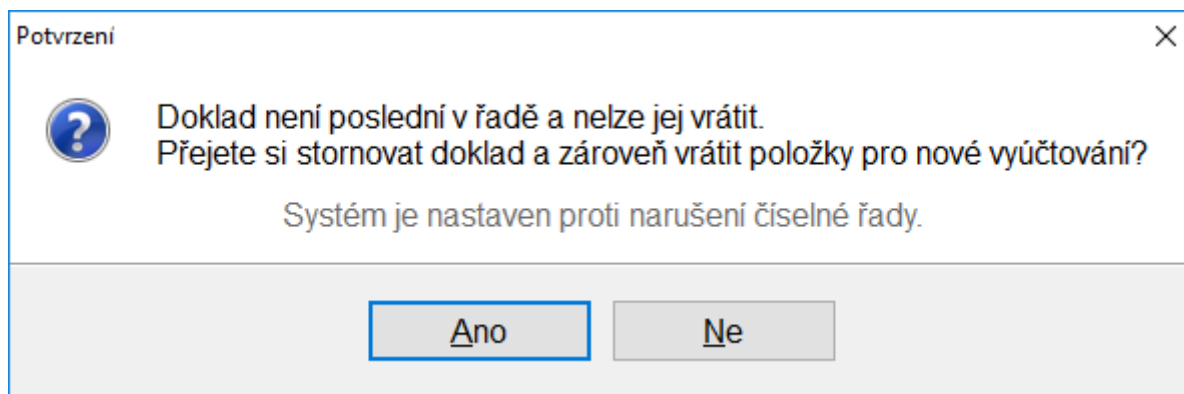 Potvrzení
Doklad není poslední v řadě a nelze jej vrátit.
Přejete si stornovat doklad a zároveň vrátit položky pro nové vyúčtování?
Systém je nastaven proti narušení číselné řady.
Ano
Ne